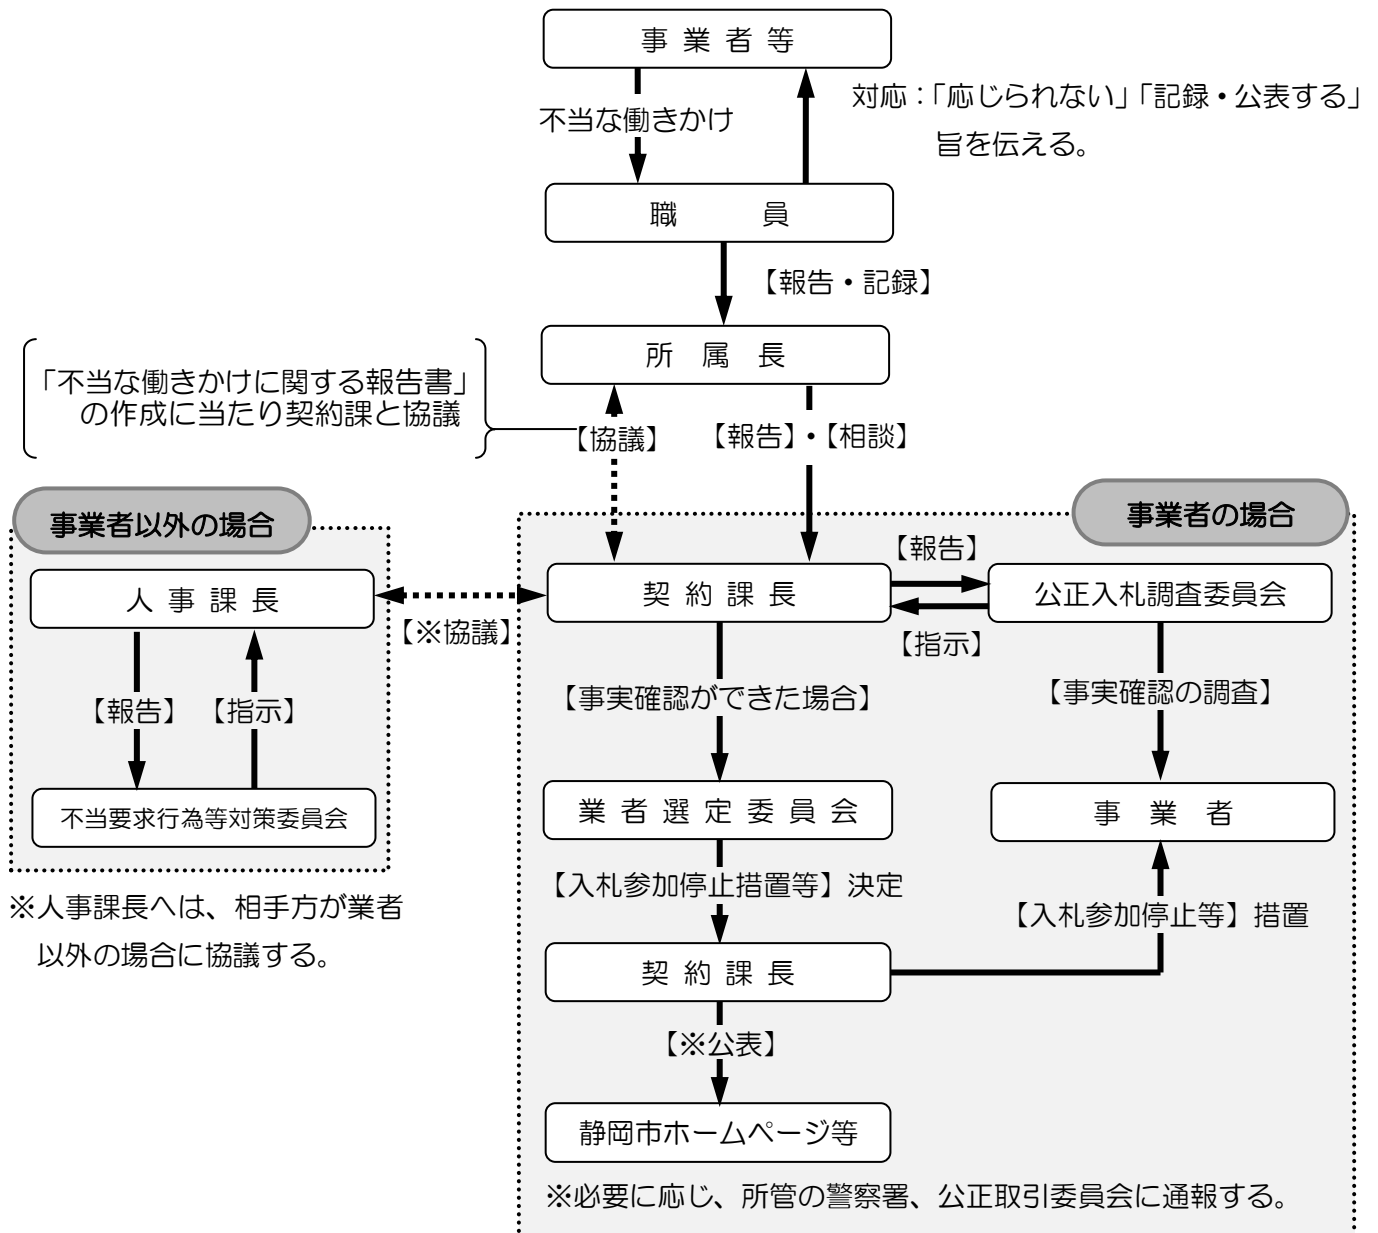 事業者等
不当な働きかけ
対応：「応じられない」「記録・公表する」
旨を伝える。
職員
【報告・記録】
所属長
「不当な働きかけに関する報告書」
の作成に当たり契約課と協議
【協議】
【報告】・【相談】
事業者以外の場合
事業者の場合
人事課長
【※協議】
契約課長
【報告】
【指示】
公正入札調査委員会
【報告】
【指示】
【事実確認ができた場合】
【事実確認の調査】
不当要求行為等対策委員会
業者選定委員会
事業者
※人事課長へは、相手方が業者
以外の場合に協議する。
【入札参加停止措置等】決定
【入札参加停止等】措置
契約課長
【※公表】
静岡市ホームページ等
※必要に応じ、所管の警察署、公正取引委員会に通報する。